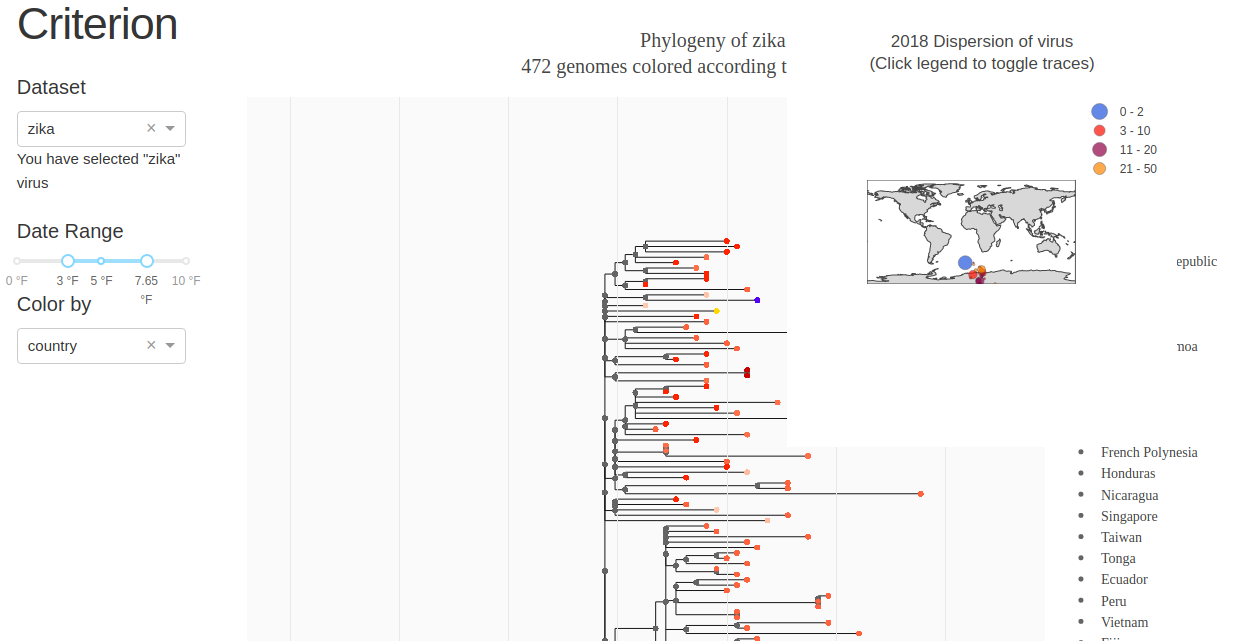 Criterion
Dataset
zika
You have selected "zika"
virus
Date Range
0 °F
3 °F
5 °F
7.65
°F
10 °F
Color by
country
Phylogeny of zika
472 genomes colored according t
2018 Dispersion of virus
(Click legend to toggle traces)
0 - 2
3 - 10
11 - 20
21 - 50
epublic
moa
French Polynesia
Honduras
Nicaragua
Singapore
Taiwan
Tonga
Ecuador
Peru
Vietnam